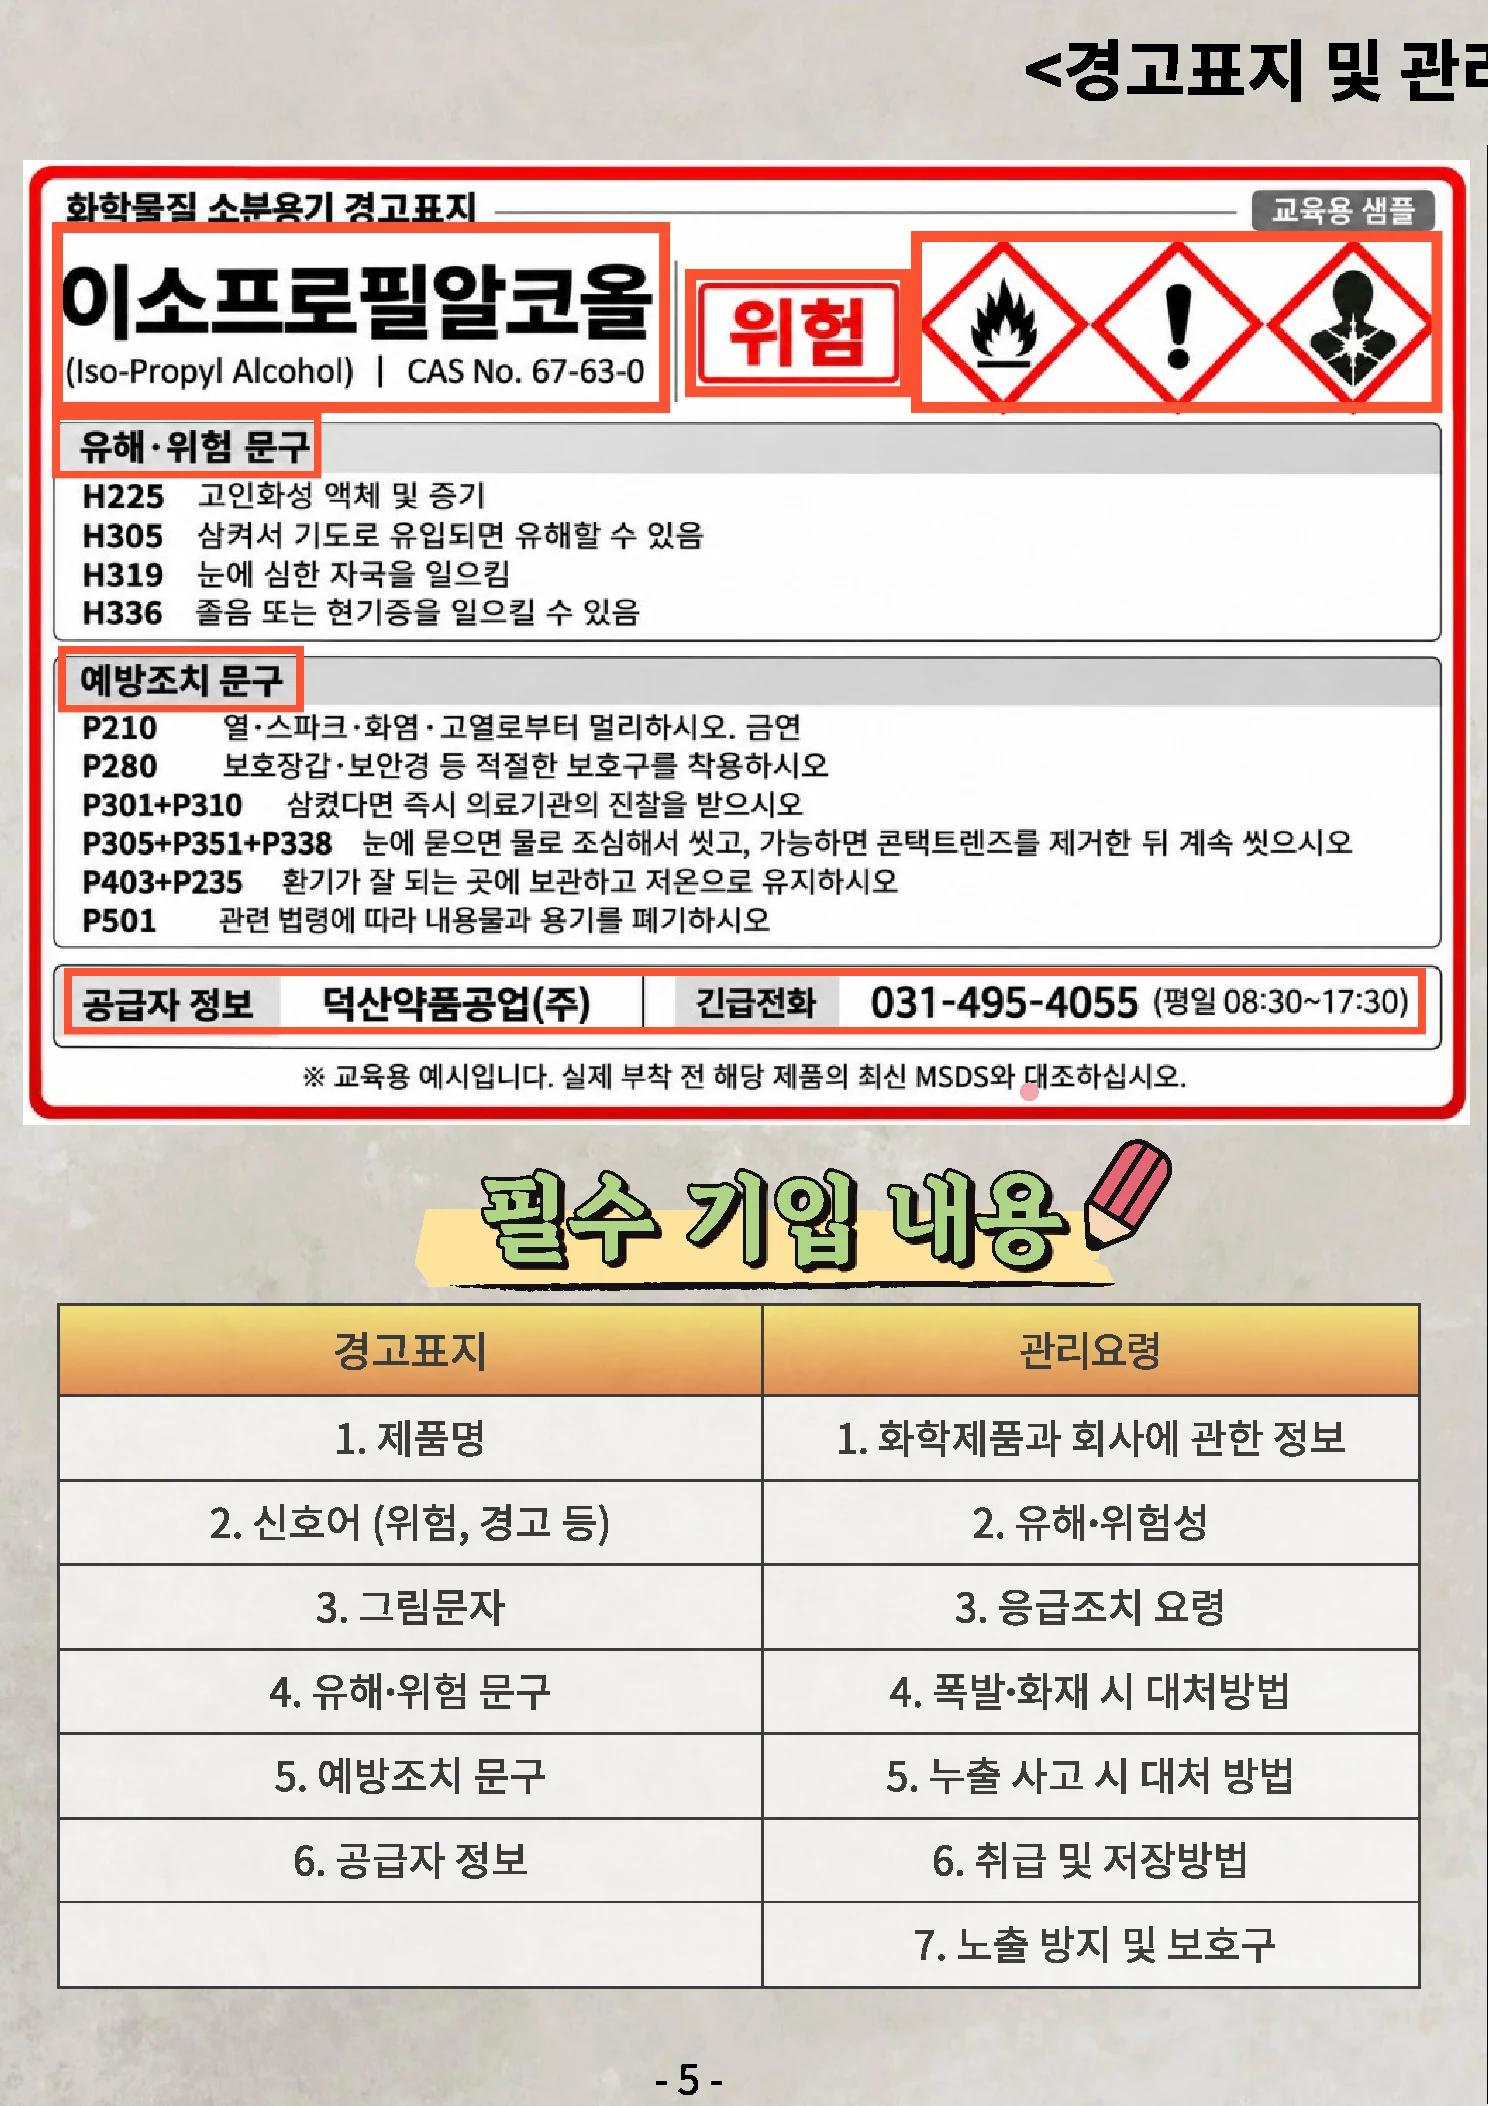 <경고표지 및 관리
화학물질 소분용기 경고표지
교육용 샘플
이소프로필알코올
(Iso-Propyl Alcohol) | CAS No. 67-63-0
위험
유해·위험 문구
H225 고인화성 액체 및 증기
H305 삼켜서 기도로 유입되면 유해할 수 있음
H319 눈에 심한 자국을 일으킴
H336 졸음 또는 현기증을 일으킬 수 있음
예방조치 문구
P210 열·스파크·화염·고열로부터 멀리하시오. 금연
P280 보호장갑·보안경 등 적절한 보호구를 착용하시오
P301+P310 삼켰다면 즉시 의료기관의 진찰을 받으시오
P305+P351+P338 눈에 묻으면 물로 조심해서 씻고, 가능하면 콘택트렌즈를 제거한 뒤 계속 씻으시오
P403+P235 환기가 잘 되는 곳에 보관하고 저온으로 유지하시오
P501 관련 법령에 따라 내용물과 용기를 폐기하시오
공급자 정보 덕산약품공업(주) 긴급전화 031-495-4055 (평일 08:30~17:30)
※ 교육용 예시입니다. 실제 부착 전 해당 제품의 최신 MSDS와 대조하십시오.
필수 기입 내용
경고표지 관리요령
1. 제품명 1. 화학제품과 회사에 관한 정보
2. 신호어 (위험, 경고 등) 2. 유해·위험성
3. 그림문자 3. 응급조치 요령
4. 유해·위험 문구 4. 폭발·화재 시 대처방법
5. 예방조치 문구 5. 누출 사고 시 대처 방법
6. 공급자 정보 6. 취급 및 저장방법
7. 노출 방지 및 보호구
- 5 -